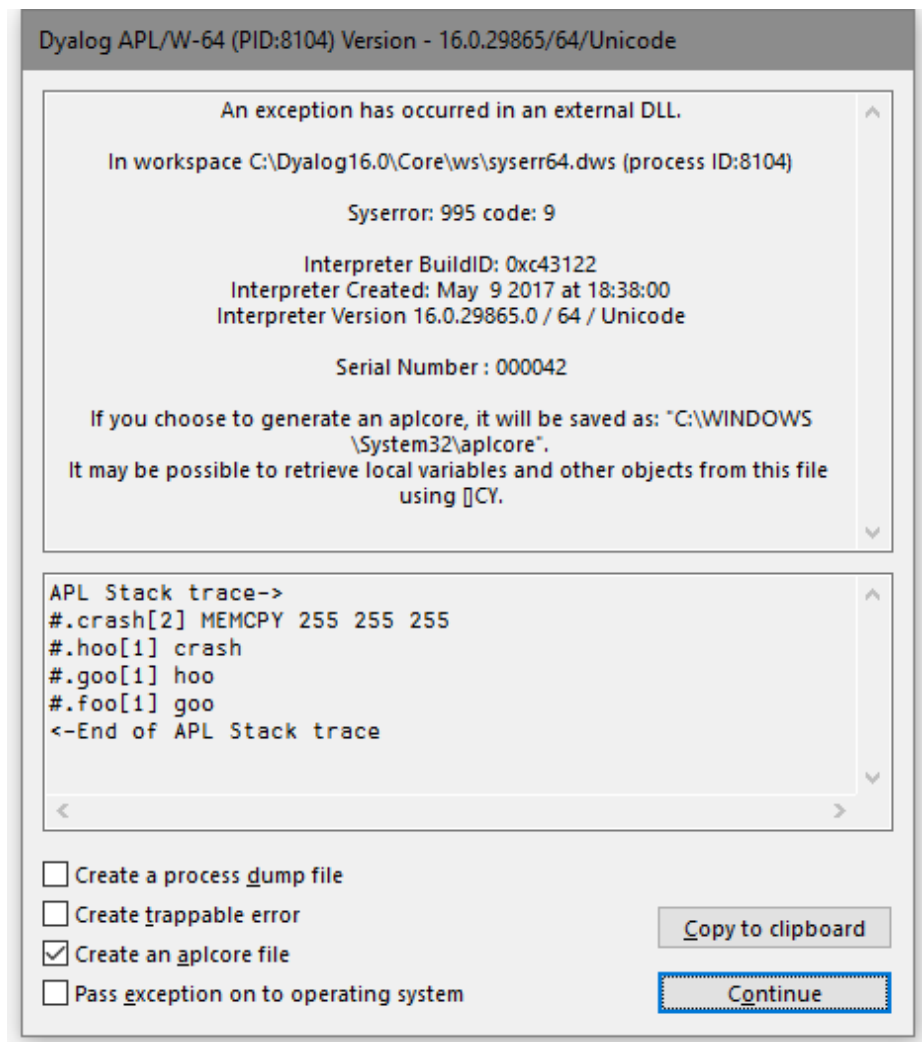 Dyalog APL/W-64 (PID:8104) Version - 16.0.29865/64/Unicode
An exception has occurred in an external DLL.
In workspace C:\Dyalog16.0\Core\ws\syserr64.dws (process ID:8104)
Syserror: 995 code: 9
Interpreter BuildID: 0xc43122
Interpreter Created: May  9 2017 at 18:38:00
Interpreter Version 16.0.29865.0 / 64 / Unicode
Serial Number : 000042
If you choose to generate an aplcore, it will be saved as: "C:\WINDOWS
\System32\aplcore".
It may be possible to retrieve local variables and other objects from this file
using ⎕CY.
APL Stack trace->
#.crash[2] MEMCPY 255 255 255
#.hoo[1] crash
#.goo[1] hoo
#.foo[1] goo
<-End of APL Stack trace
Create a process dump file
Create trappable error
Create an aplcore file
Pass exception on to operating system
Copy to clipboard
Continue